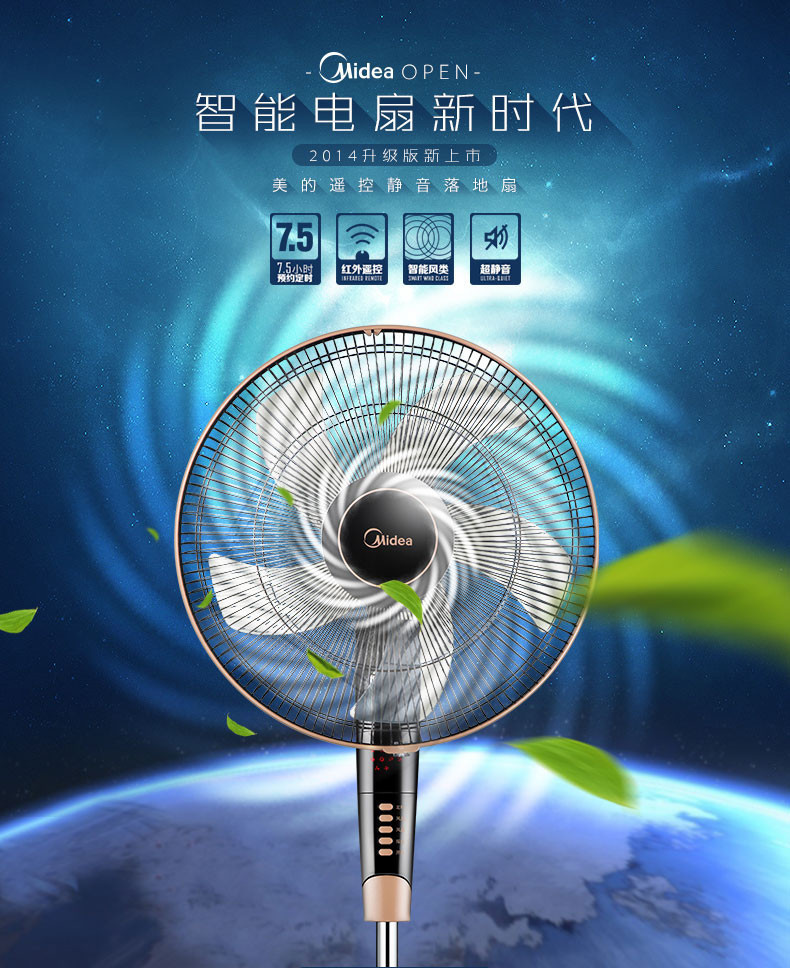 - Midea OPEN -
智能电扇新时代
2014升级版新上市
美的遥控静音落地扇
7.5
7.5小时
预约定时
红外遥控
INFRARED REMOTE
智能风类
SMART WIND CLASS
超静音
ULTRA-QUIET
Midea